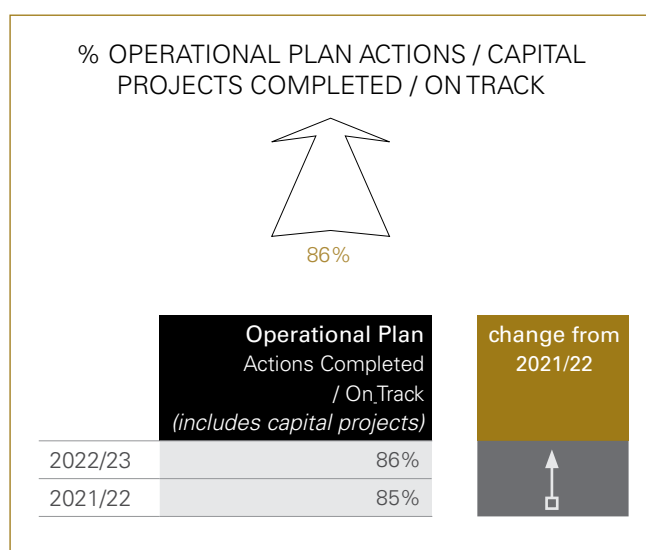 % OPERATIONAL PLAN ACTIONS / CAPITAL
PROJECTS COMPLETED / ON TRACK
86%
Operational Plan
Actions Completed
/ On Track
(includes capital projects)
change from
2021/22
2022/23 86%
2021/22 85%